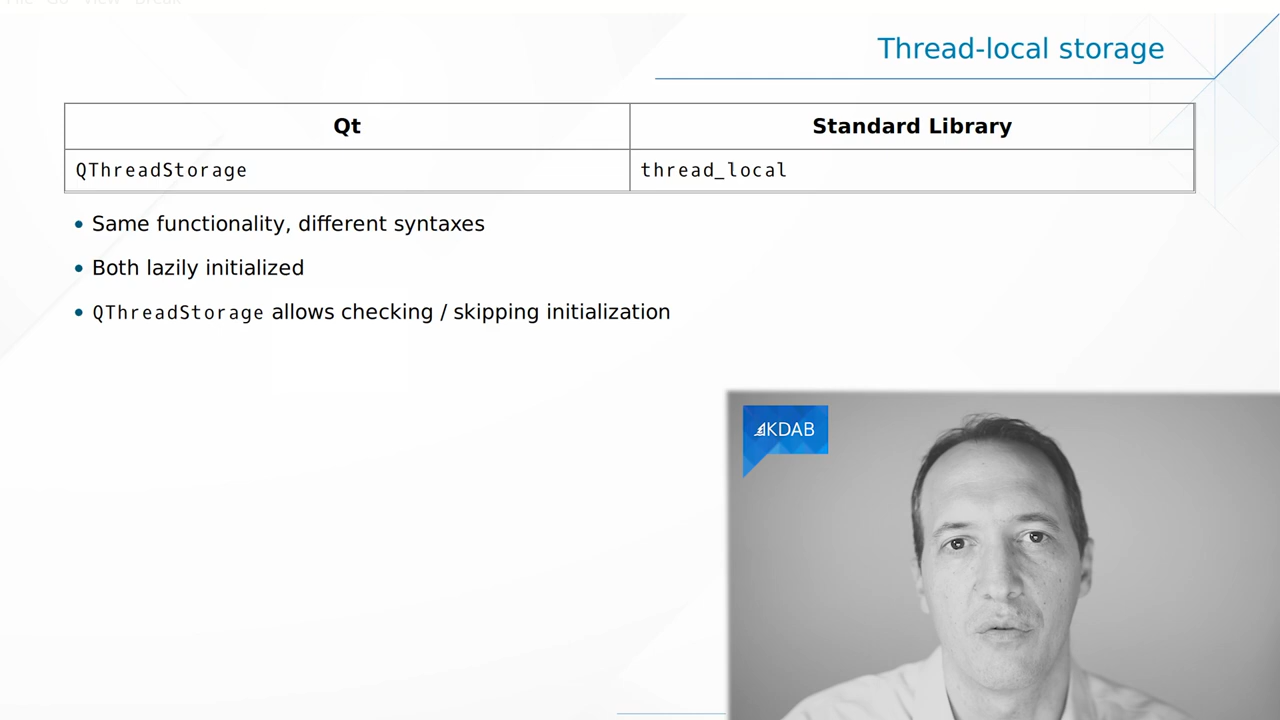 Thread-local storage
Qt
Standard Library
QThreadStorage
thread_local
• Same functionality, different syntaxes
• Both lazily initialized
• QThreadStorage allows checking / skipping initialization
KDAB